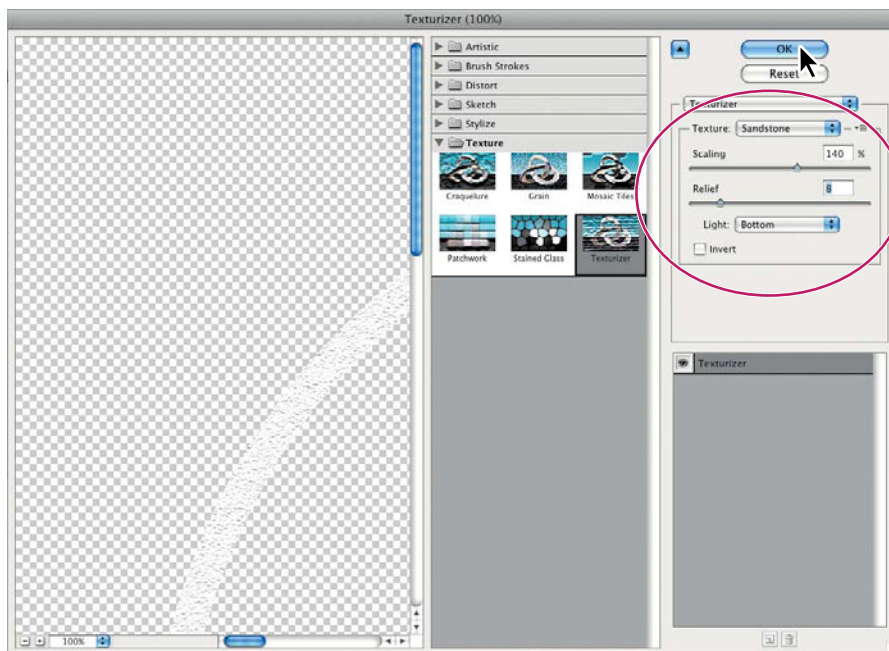 Texturizer (100%)
Artistic
Brush Strokes
Distort
Sketch
Stylize
Texture
Craquelure
Grain
Mosaic Tiles
Patchwork
Stained Glass
Texturizer
100%
OK
Reset
Texturizer
Texture: Sandstone
Scaling 140 %
Relief 8
Light: Bottom
Invert
Texturizer